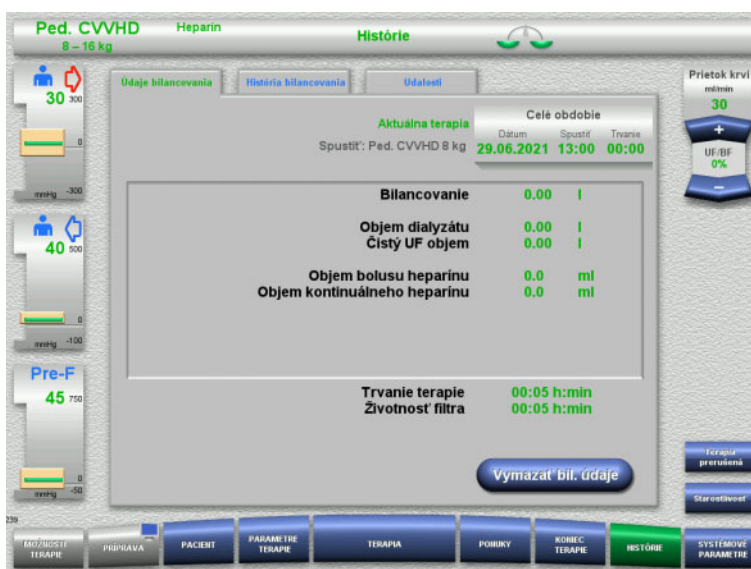 Ped. CVVHD
8 – 16 kg
Heparín
Histórie
30 300
0
mmHg -300
40 500
0
mmHg -100
Pre-F
45 750
0
mmHg -50
Údaje bilancovania
História bilancovania
Udalosti
Aktuálna terapia
Spustiť: Ped. CVVHD 8 kg
Celé obdobie
Dátum Spustiť Trvanie
29.06.2021 13:00 00:00
Bilancovanie 0.00 l
Objem dialyzátu 0.00 l
Čistý UF objem 0.00 l
Objem bolusu heparínu 0.0 ml
Objem kontinuálneho heparínu 0.0 ml
Trvanie terapie 00:05 h:min
Životnosť filtra 00:05 h:min
Vymazať bil. údaje
Prietok krvi
ml/min
30
+
UF/BF
0%
–
Terapia
prerušená
Starostlivosť
239
MOŽNOSTI
TERAPIE
PRÍPRAVA
PACIENT
PARAMETRE
TERAPIE
TERAPIA
PONUKY
KONIEC
TERAPIE
HISTÓRIE
SYSTÉMOVÉ
PARAMETRE